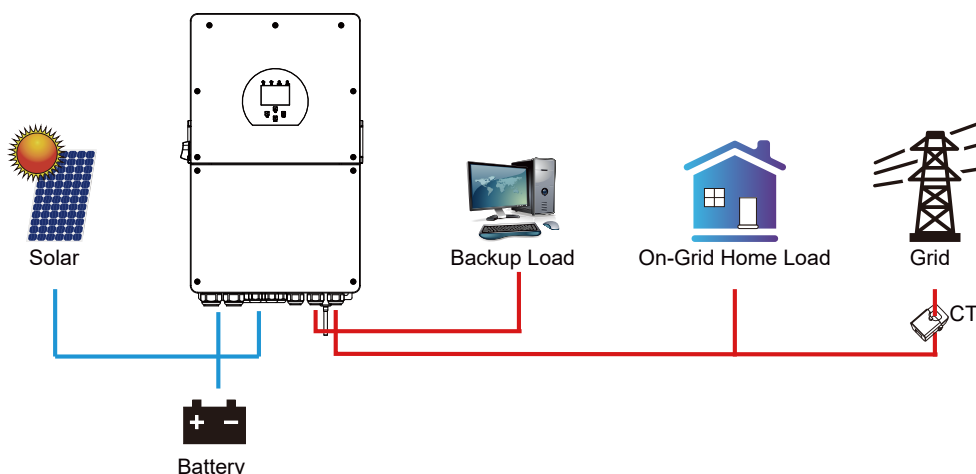 Solar
Backup Load
On-Grid Home Load
Grid
CT
Battery